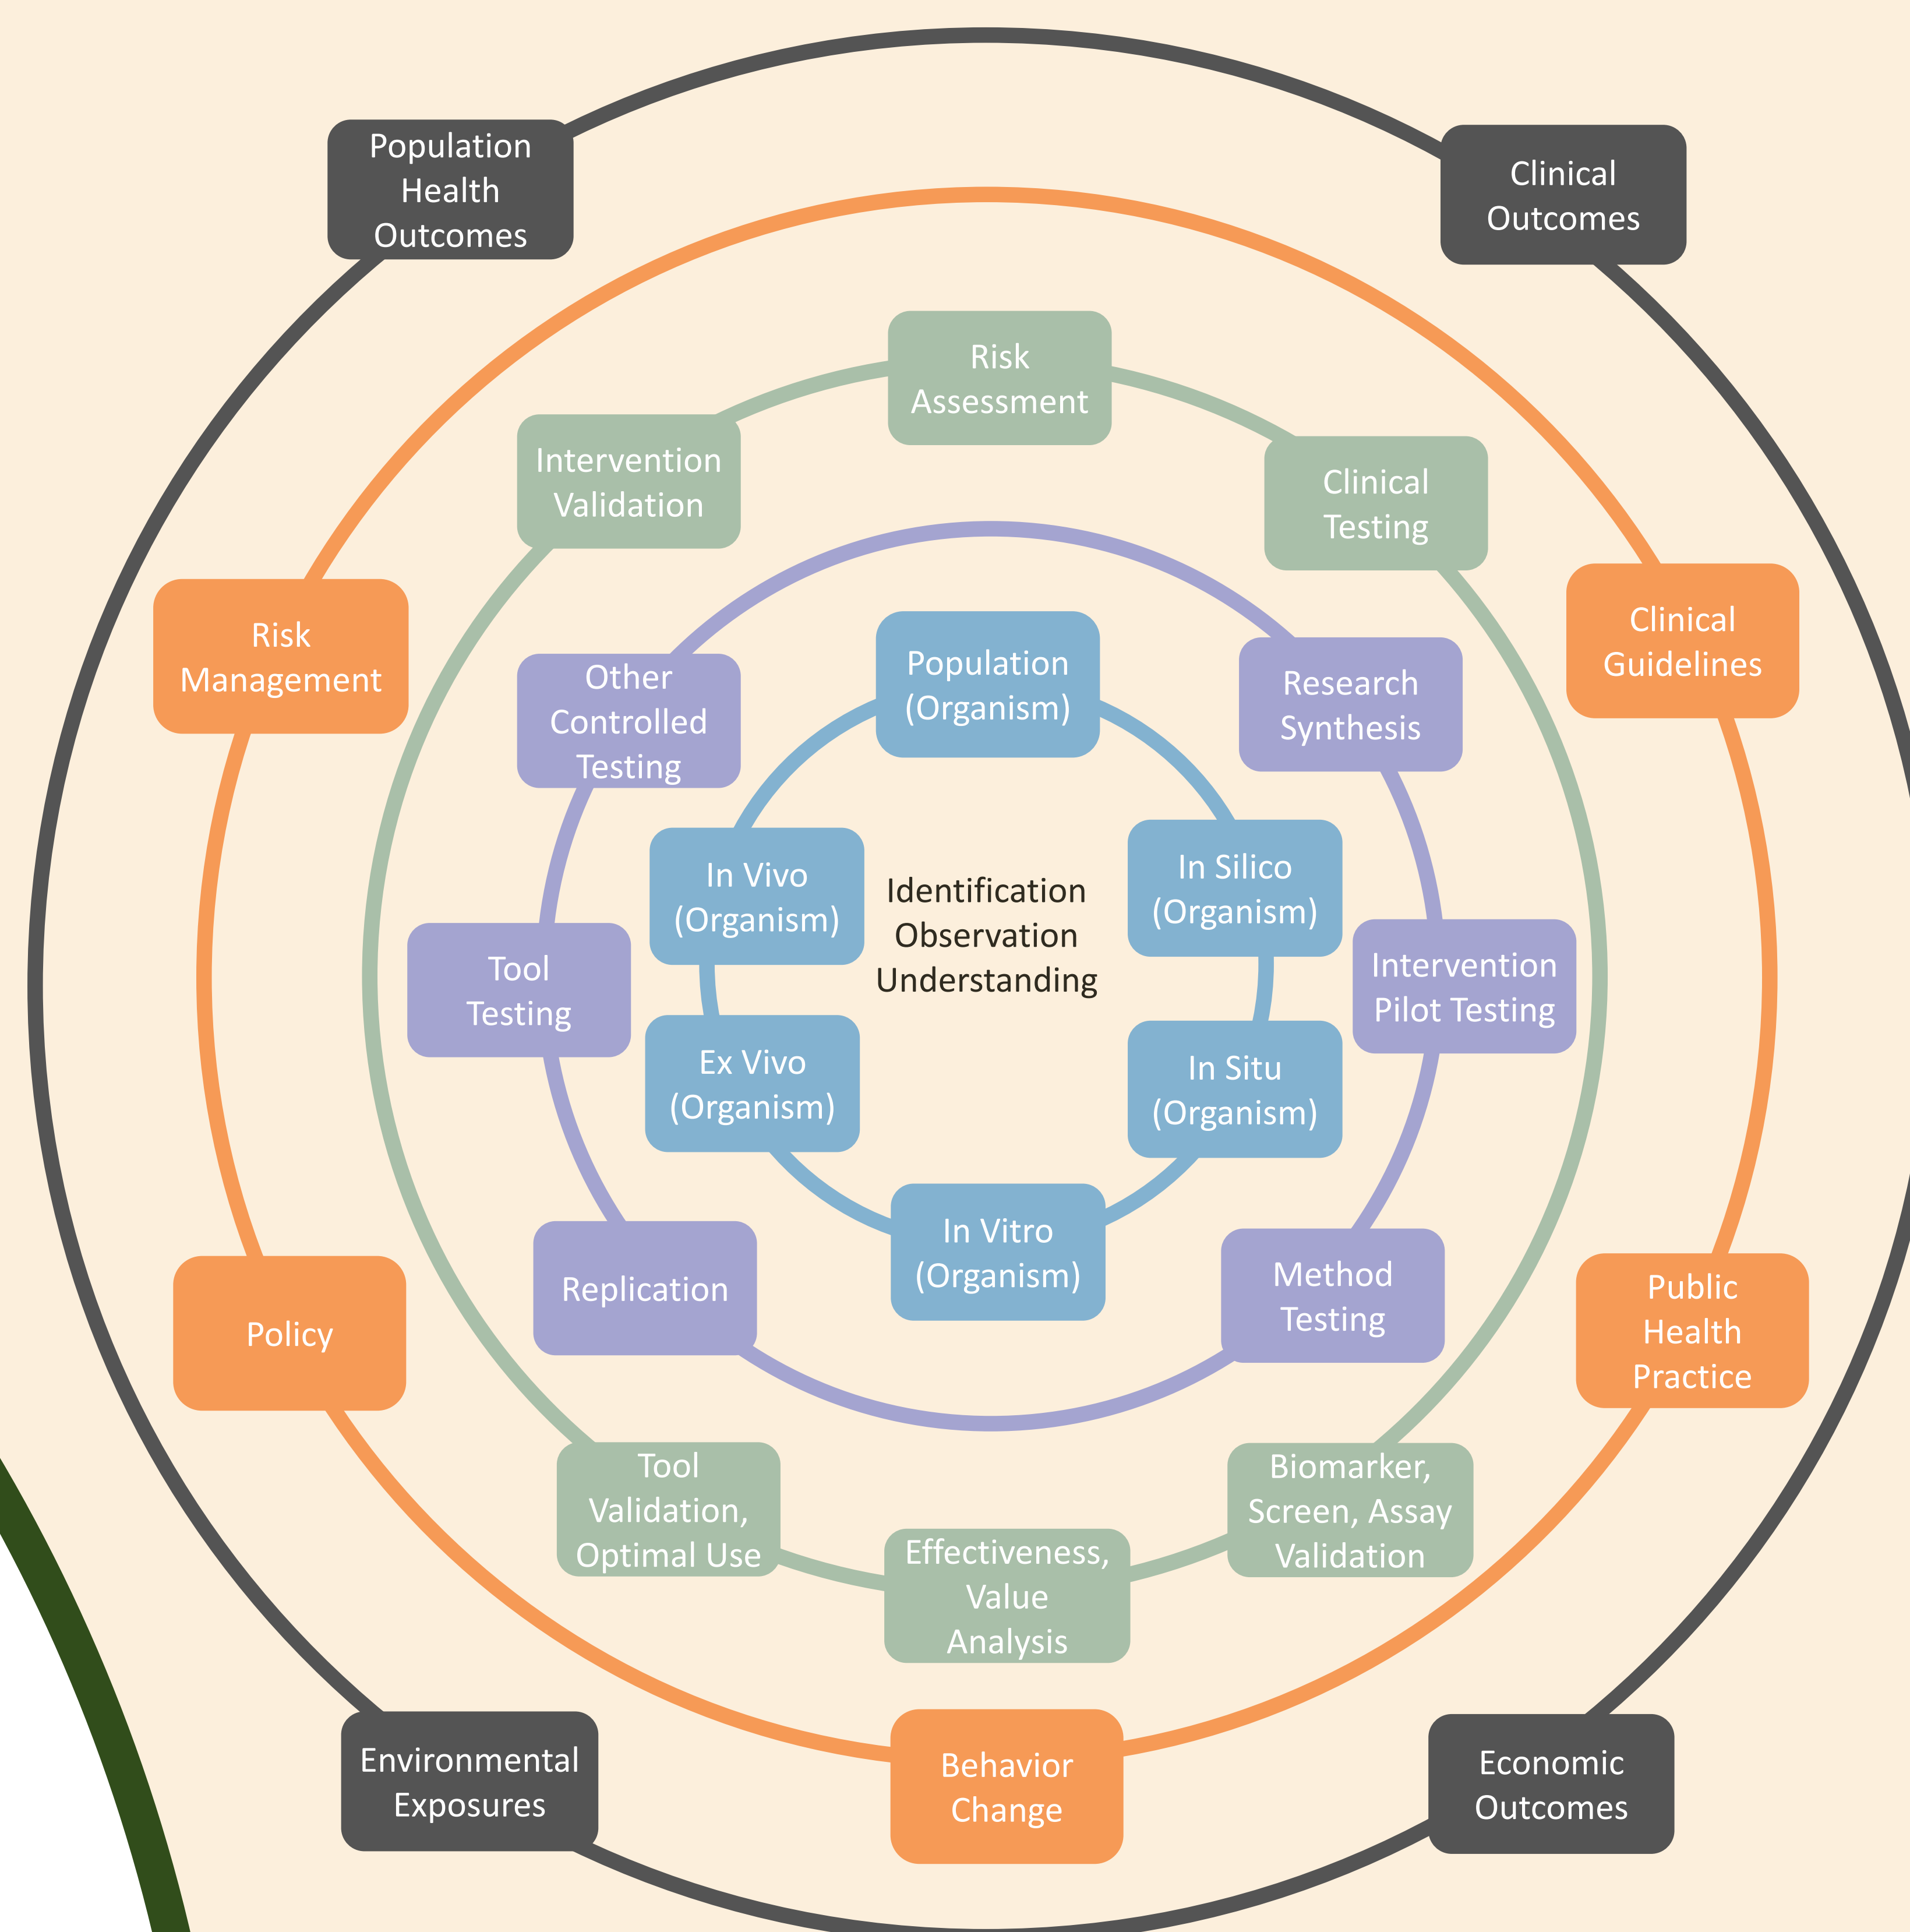 Population
Health
Outcomes
Clinical
Outcomes
Risk
Assessment
Intervention
Validation
Clinical
Testing
Risk
Management
Clinical
Guidelines
Other
Controlled
Testing
Population
(Organism)
Research
Synthesis
In Vivo
(Organism)
Identification
Observation
Understanding
In Silico
(Organism)
Tool
Testing
Intervention
Pilot Testing
Ex Vivo
(Organism)
In Situ
(Organism)
In Vitro
(Organism)
Replication
Method
Testing
Policy
Public
Health
Practice
Tool
Validation,
Optimal Use
Effectiveness,
Value
Analysis
Biomarker,
Screen, Assay
Validation
Environmental
Exposures
Behavior
Change
Economic
Outcomes